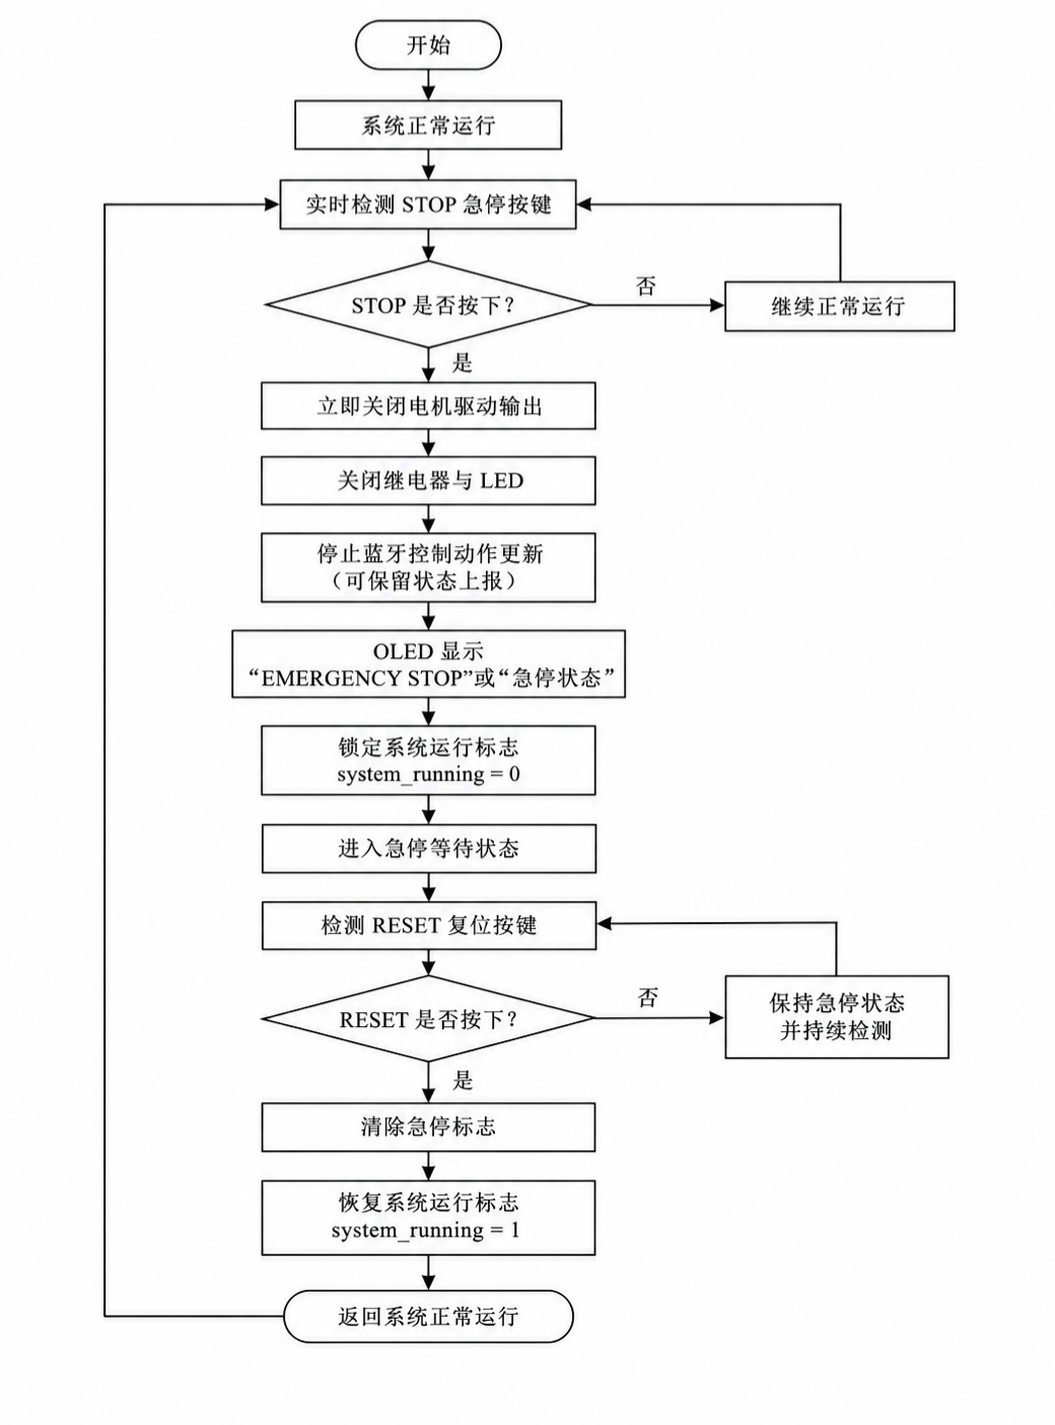 开始
系统正常运行
实时检测 STOP 急停按键
STOP 是否按下？
否
继续正常运行
是
立即关闭电机驱动输出
关闭继电器与 LED
停止蓝牙控制动作更新
（可保留状态上报）
OLED 显示
“EMERGENCY STOP”或“急停状态”
锁定系统运行标志
system_running = 0
进入急停等待状态
检测 RESET 复位按键
RESET 是否按下？
否
保持急停状态
并持续检测
是
清除急停标志
恢复系统运行标志
system_running = 1
返回系统正常运行